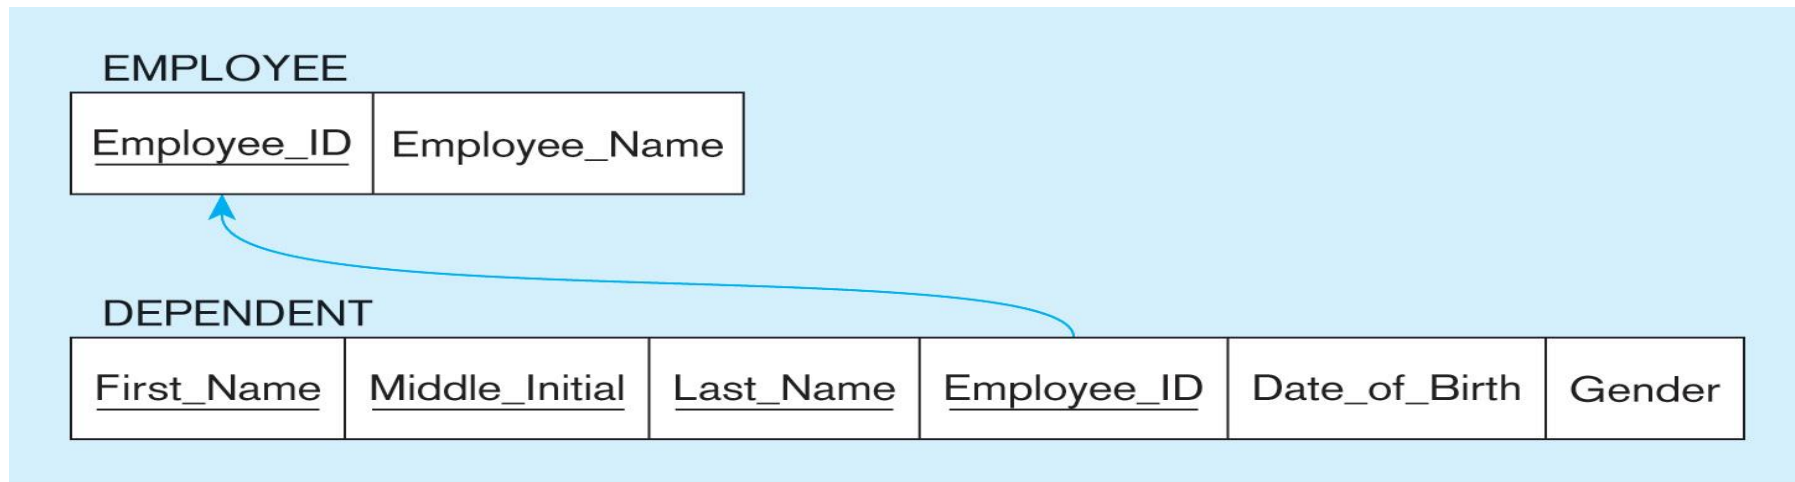 EMPLOYEE
Employee_ID Employee_Name
DEPENDENT
First_Name Middle_Initial Last_Name Employee_ID Date_of_Birth Gender